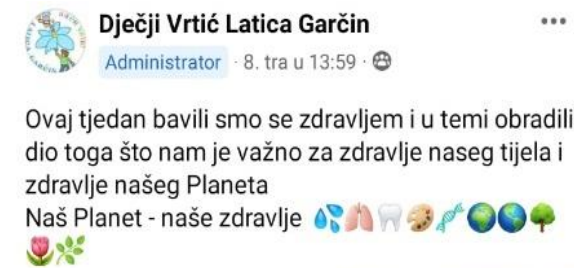 Dječji Vrtić Latica Garčin
Administrator · 8. tra u 13:59 ·
Ovaj tjedan bavili smo se zdravljem i u temi obradili
dio toga što nam je važno za zdravlje naseg tijela i
zdravlje našeg Planeta
Naš Planet - naše zdravlje 💦🫁🦷🎨🧬🌍🌎🌳
🌷🌿